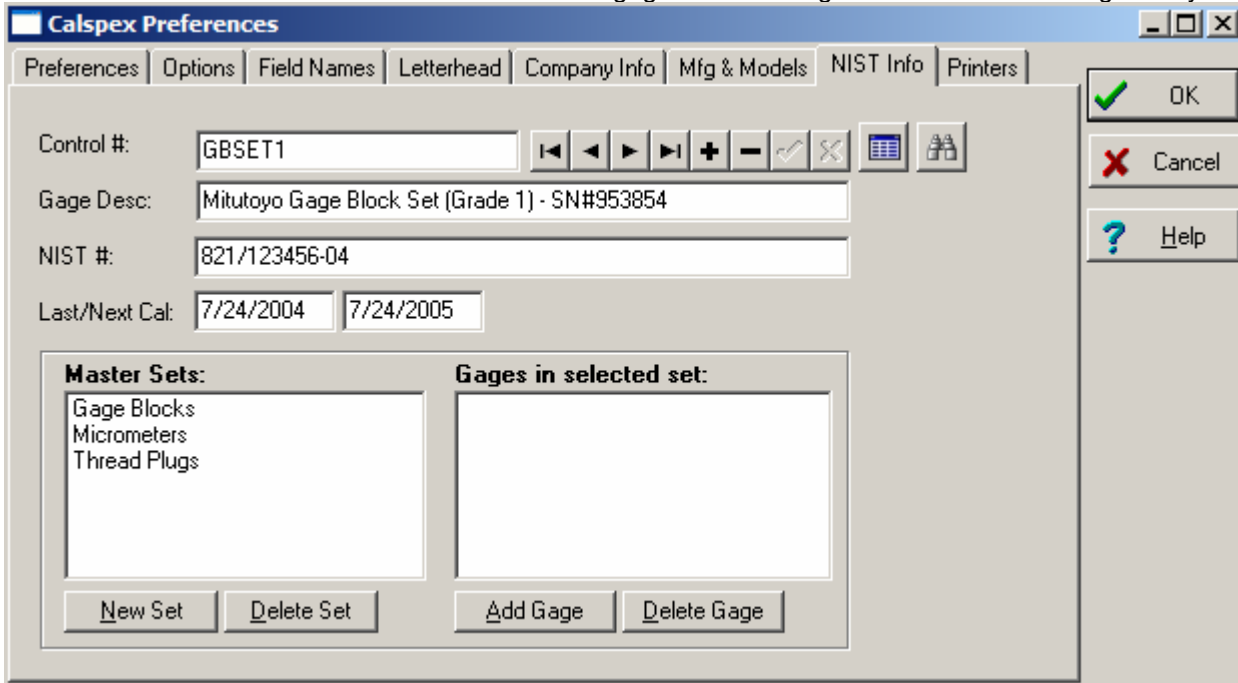 Calspex Preferences
Preferences Options Field Names Letterhead Company Info Mfg & Models NIST Info Printers
OK
Control #: GBSET1
Cancel
Gage Desc: Mitutoyo Gage Block Set (Grade 1) - SN#953854
Help
NIST #: 821/123456-04
Last/Next Cal: 7/24/2004 7/24/2005
Master Sets: Gages in selected set:
Gage Blocks
Micrometers
Thread Plugs
New Set Delete Set Add Gage Delete Gage